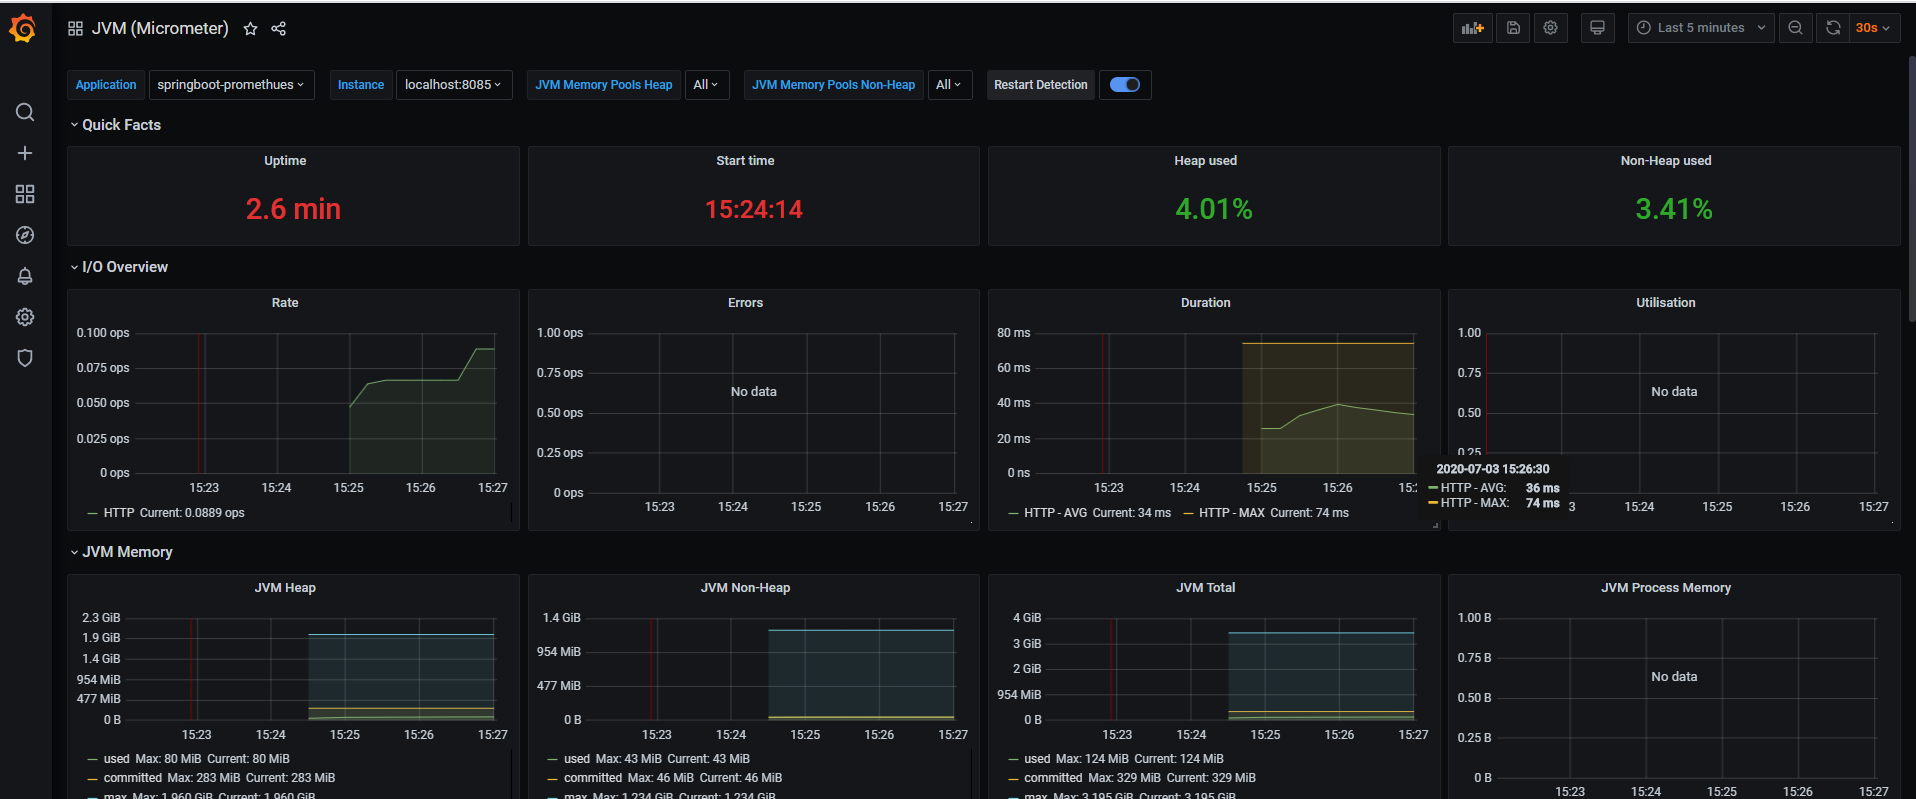 JVM (Micrometer)
Last 5 minutes
30s
Application
springboot-promethues
Instance
localhost:8085
JVM Memory Pools Heap
All
JVM Memory Pools Non-Heap
All
Restart Detection
Quick Facts
Uptime
2.6 min
Start time
15:24:14
Heap used
4.01%
Non-Heap used
3.41%
I/O Overview
Rate
0.100 ops
0.075 ops
0.050 ops
0.025 ops
0 ops
15:23 15:24 15:25 15:26 15:27
HTTP Current: 0.0889 ops
Errors
1.00 ops
0.75 ops
0.50 ops
0.25 ops
0 ops
No data
15:23 15:24 15:25 15:26 15:27
Duration
80 ms
60 ms
40 ms
20 ms
0 ns
15:23 15:24 15:25 15:26 15:2
HTTP - AVG Current: 34 ms HTTP - MAX Current: 74 ms
2020-07-03 15:26:30
HTTP - AVG: 36 ms
HTTP - MAX: 74 ms
Utilisation
1.00
0.75
0.50
0.25
No data
3 15:24 15:25 15:26 15:27
JVM Memory
JVM Heap
2.3 GiB
1.9 GiB
1.4 GiB
954 MiB
477 MiB
0 B
15:23 15:24 15:25 15:26 15:27
used Max: 80 MiB Current: 80 MiB
committed Max: 283 MiB Current: 283 MiB
max Max: 1.960 GiB Current: 1.960 GiB
JVM Non-Heap
1.4 GiB
954 MiB
477 MiB
0 B
15:23 15:24 15:25 15:26 15:27
used Max: 43 MiB Current: 43 MiB
committed Max: 46 MiB Current: 46 MiB
max Max: 1.234 GiB Current: 1.234 GiB
JVM Total
4 GiB
3 GiB
2 GiB
954 MiB
0 B
15:23 15:24 15:25 15:26 15:27
used Max: 124 MiB Current: 124 MiB
committed Max: 329 MiB Current: 329 MiB
max Max: 3.195 GiB Current: 3.195 GiB
JVM Process Memory
1.00 B
0.75 B
0.50 B
0.25 B
0 B
No data
15:23 15:24 15:25 15:26 15:27